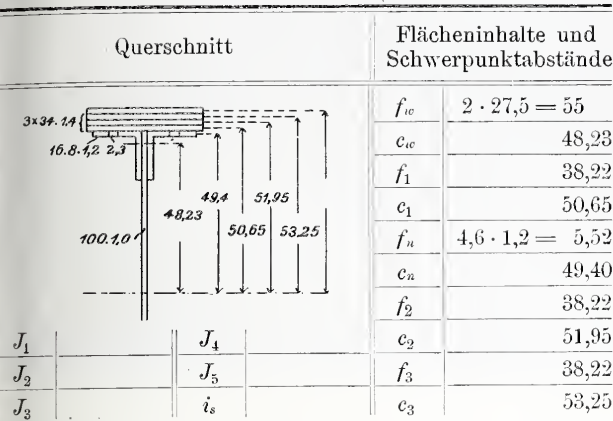 Querschnitt
Flächeninhalte und
Schwerpunktabstände
3×34·1,4
16·8·1,2 2,3
100·1,0
48,23
49,4
50,65
51,95
53,25
f_w 2 · 27,5 = 55
c_w 48,23
f_1 38,22
c_1 50,65
f_n 4,6 · 1,2 = 5,52
c_n 49,40
f_2 38,22
J_1 J_4 c_2 51,95
J_2 J_5 f_3 38,22
J_3 i_s c_3 53,25